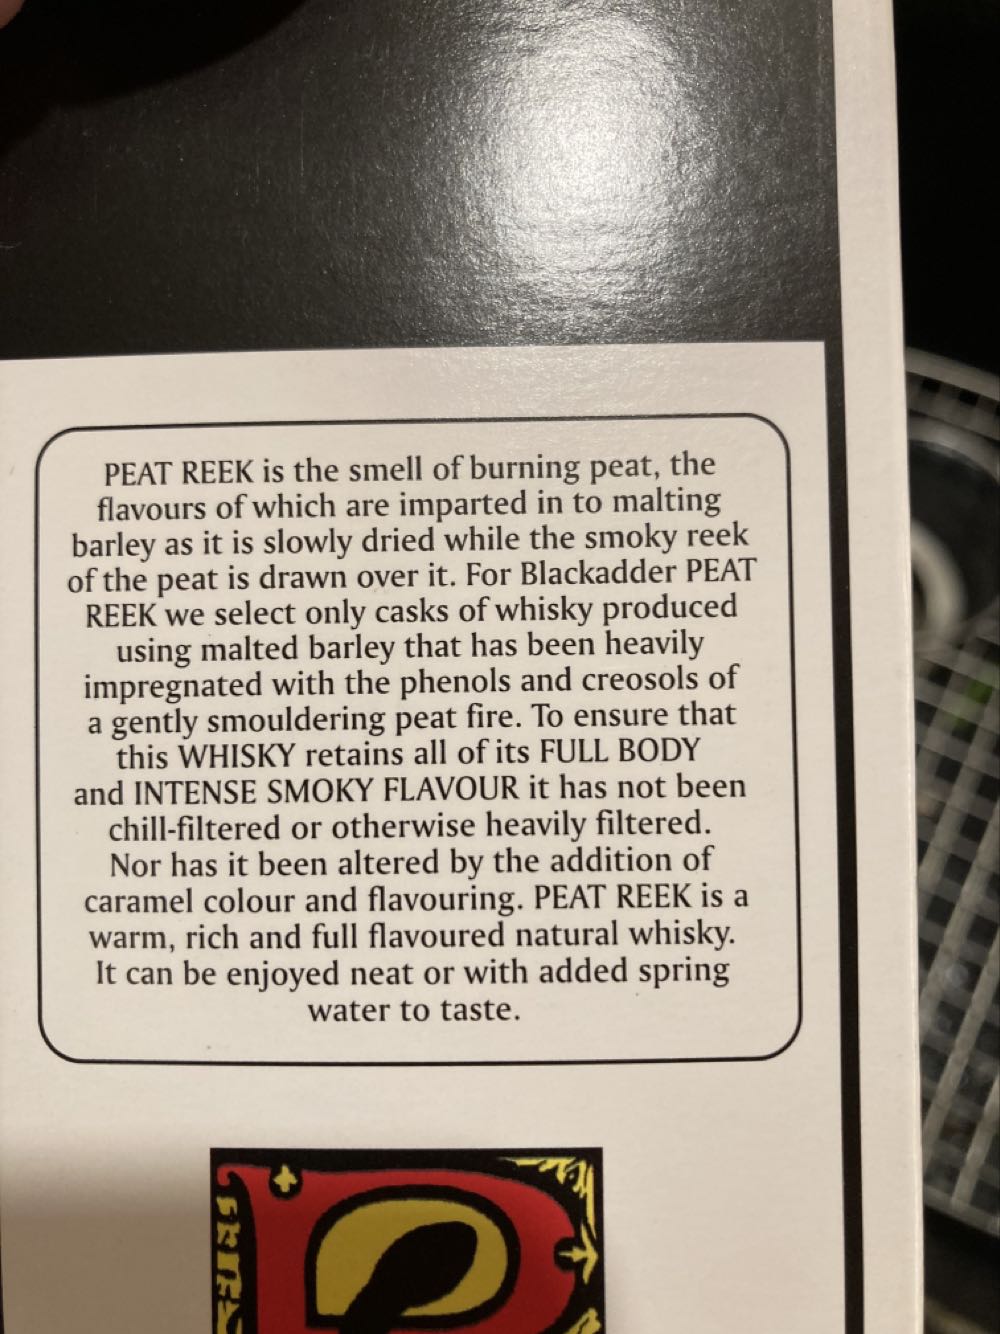 PEAT REEK is the smell of burning peat, the
flavours of which are imparted in to malting
barley as it is slowly dried while the smoky reek
of the peat is drawn over it. For Blackadder PEAT
REEK we select only casks of whisky produced
using malted barley that has been heavily
impregnated with the phenols and creosols of
a gently smouldering peat fire. To ensure that
this WHISKY retains all of its FULL BODY
and INTENSE SMOKY FLAVOUR it has not been
chill-filtered or otherwise heavily filtered.
Nor has it been altered by the addition of
caramel colour and flavouring. PEAT REEK is a
warm, rich and full flavoured natural whisky.
It can be enjoyed neat or with added spring
water to taste.